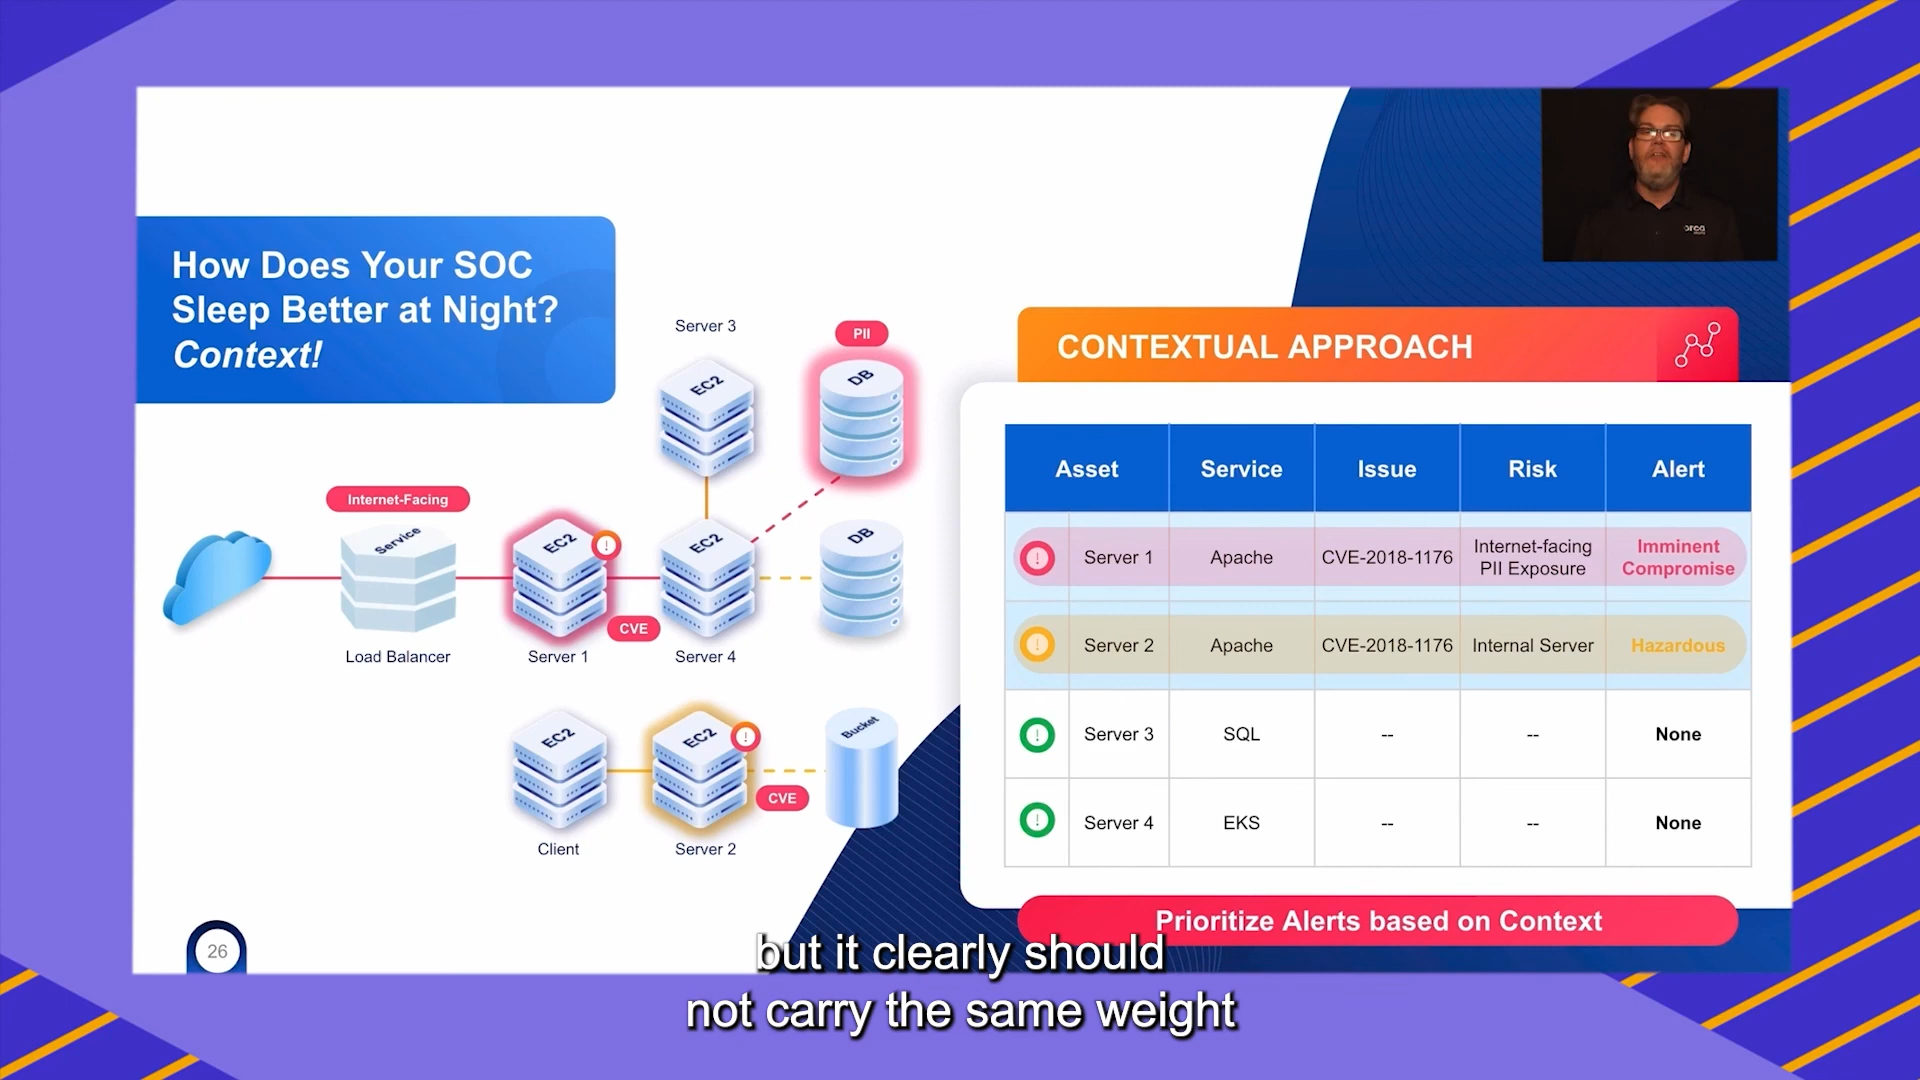 How Does Your SOC
Sleep Better at Night?
Context!
orca
Server 3
PII
EC2
DB
Internet-Facing
Service
EC2
EC2
DB
CVE
Load Balancer
Server 1
Server 4
EC2
EC2
Bucket
CVE
Client
Server 2
CONTEXTUAL APPROACH
Asset Service Issue Risk Alert
Server 1 Apache CVE-2018-1176 Internet-facing PII Exposure Imminent Compromise
Server 2 Apache CVE-2018-1176 Internal Server Hazardous
Server 3 SQL -- -- None
Server 4 EKS -- -- None
Prioritize Alerts based on Context
26
but it clearly should
not carry the same weight